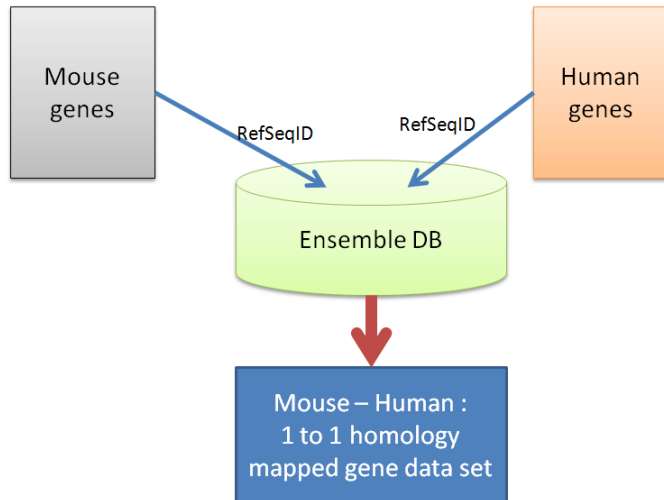 Mouse
genes
Human
genes
RefSeqID
RefSeqID
Ensemble DB
Mouse – Human :
1 to 1 homology
mapped gene data set